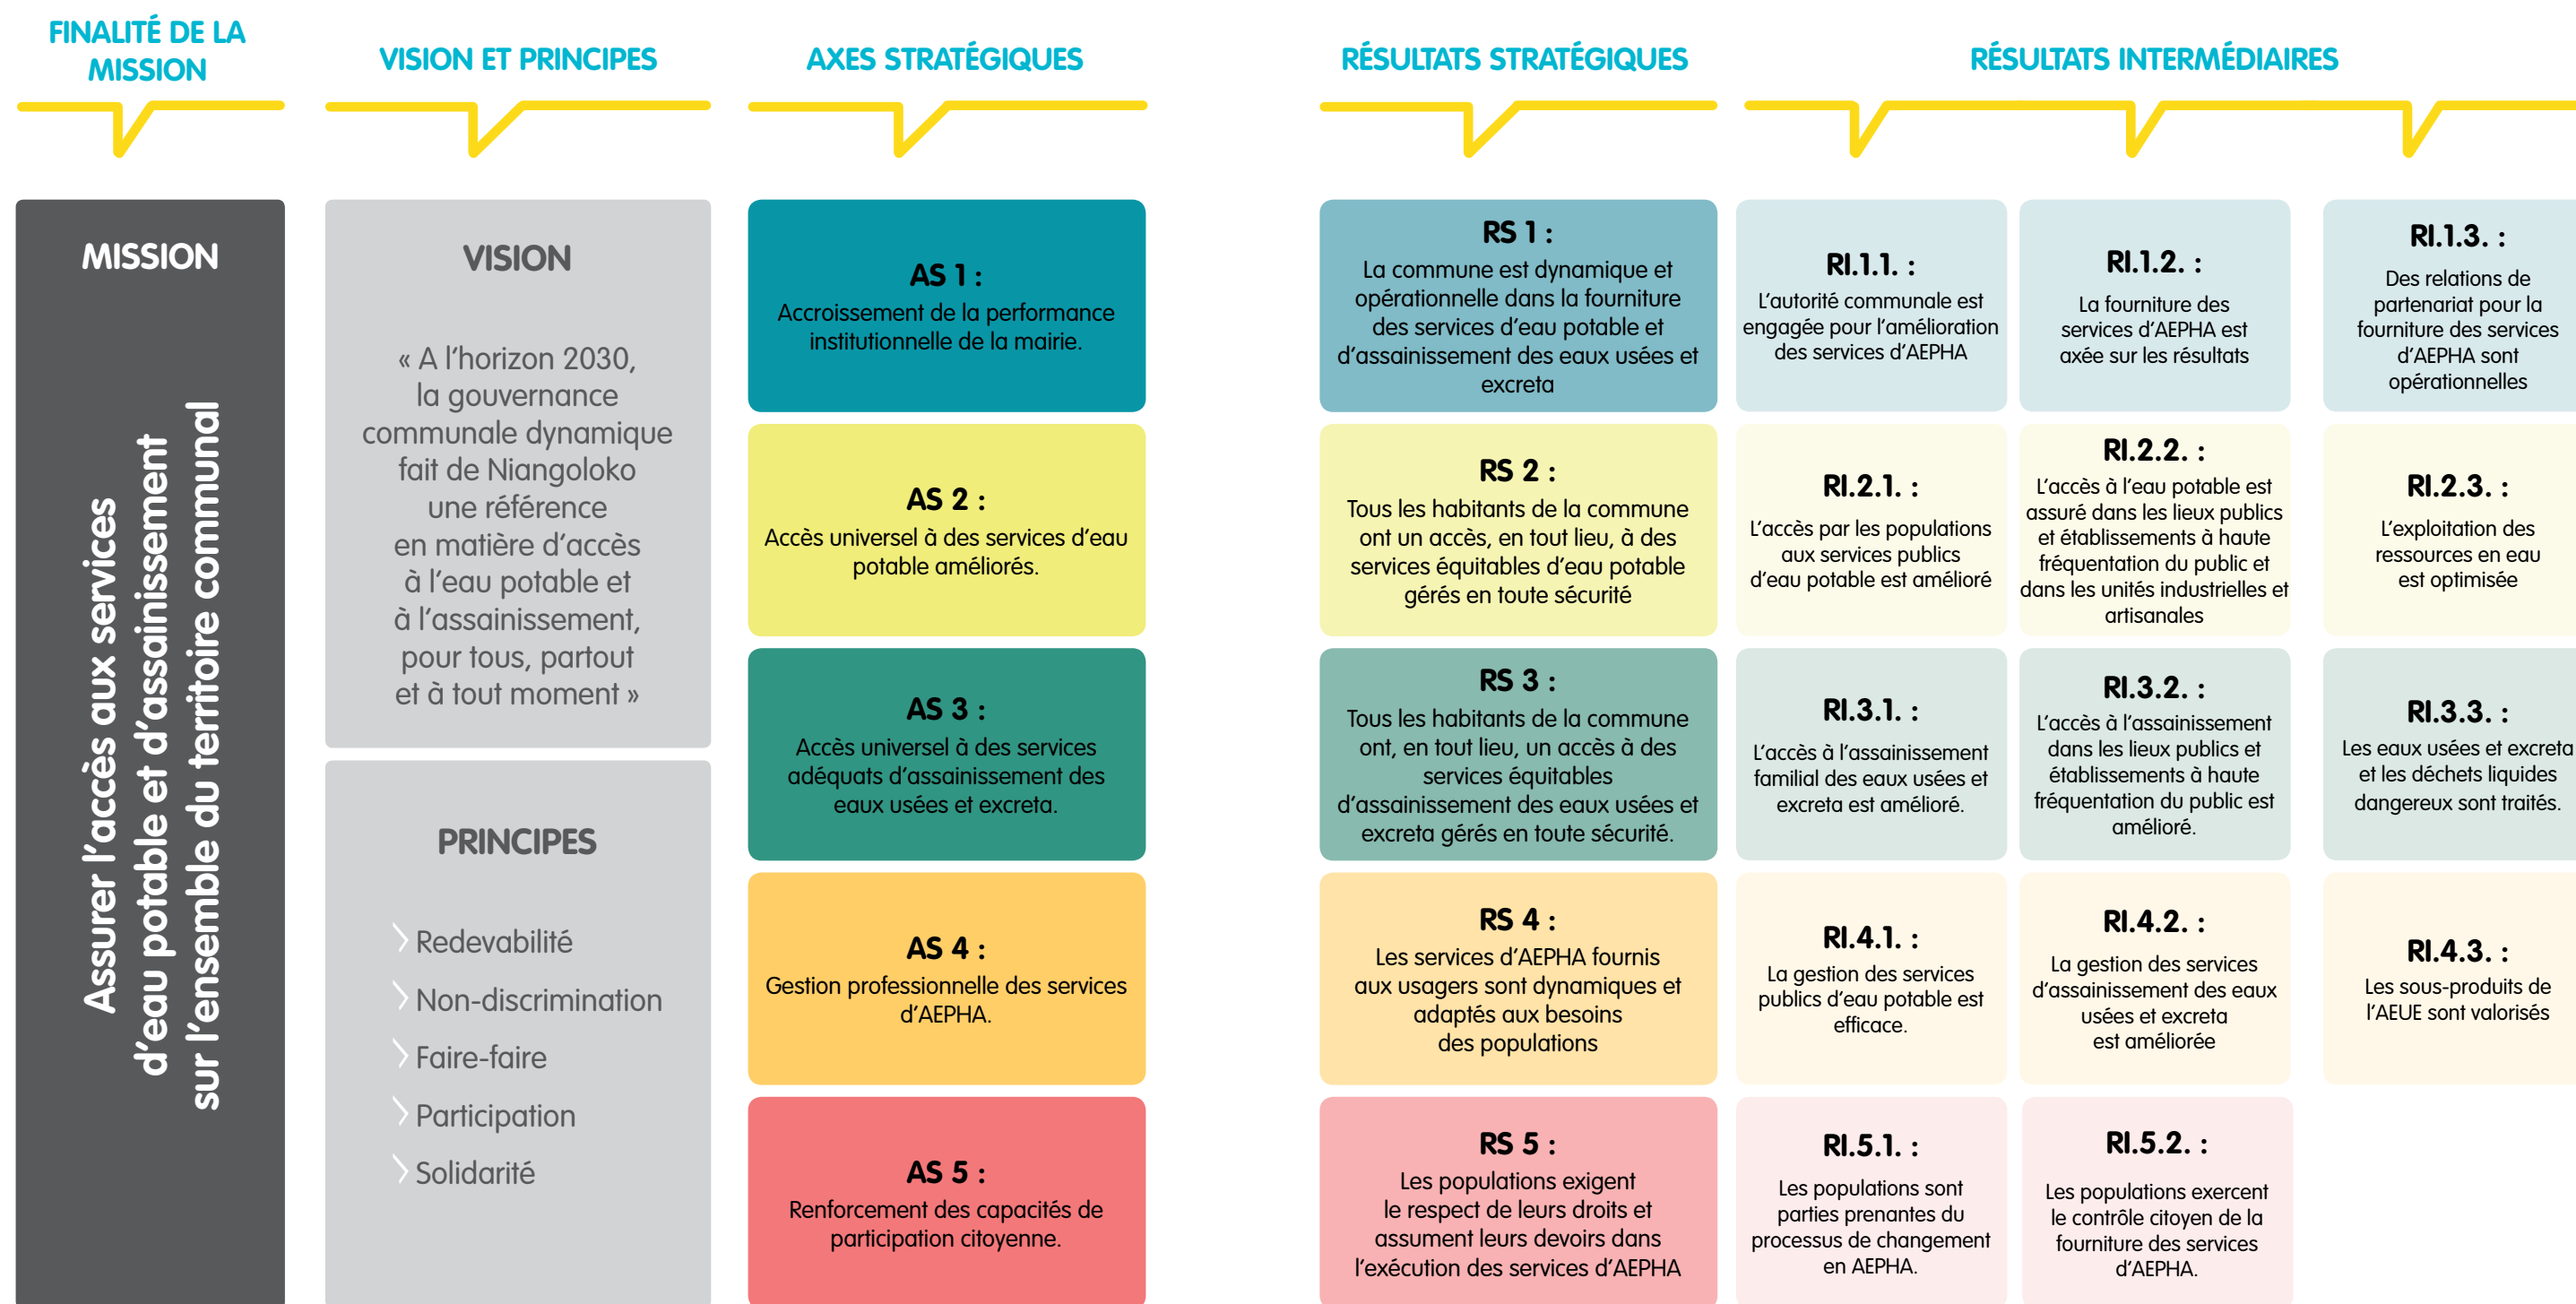 FINALITÉ DE LA
MISSION
VISION ET PRINCIPES
AXES STRATÉGIQUES
RÉSULTATS STRATÉGIQUES
RÉSULTATS INTERMÉDIAIRES
MISSION
Assurer l'accès aux services
d'eau potable et d'assainissement
sur l'ensemble du territoire communal
VISION
« A l'horizon 2030,
la gouvernance
communale dynamique
fait de Niangoloko
une référence
en matière d'accès
à l'eau potable et
à l'assainissement,
pour tous, partout
et à tout moment »
PRINCIPES
Redevabilité
Non-discrimination
Faire-faire
Participation
Solidarité
AS 1 :
Accroissement de la performance
institutionnelle de la mairie.
AS 2 :
Accès universel à des services d'eau
potable améliorés.
AS 3 :
Accès universel à des services
adéquats d'assainissement des
eaux usées et excreta.
AS 4 :
Gestion professionnelle des services
d'AEPHA.
AS 5 :
Renforcement des capacités de
participation citoyenne.
RS 1 :
La commune est dynamique et
opérationnelle dans la fourniture
des services d'eau potable et
d'assainissement des eaux usées et
excreta
RI.1.1. :
L'autorité communale est
engagée pour l'amélioration
des services d'AEPHA
RI.1.2. :
La fourniture des
services d'AEPHA est
axée sur les résultats
RI.1.3. :
Des relations de
partenariat pour la
fourniture des services
d'AEPHA sont
opérationnelles
RS 2 :
Tous les habitants de la commune
ont un accès, en tout lieu, à des
services équitables d'eau potable
gérés en toute sécurité
RI.2.1. :
L'accès par les populations
aux services publics
d'eau potable est amélioré
RI.2.2. :
L'accès à l'eau potable est
assuré dans les lieux publics
et établissements à haute
fréquentation du public et
dans les unités industrielles et
artisanales
RI.2.3. :
L'exploitation des
ressources en eau
est optimisée
RS 3 :
Tous les habitants de la commune
ont, en tout lieu, un accès à des
services équitables
d'assainissement des eaux usées et
excreta gérés en toute sécurité.
RI.3.1. :
L'accès à l'assainissement
familial des eaux usées et
excreta est amélioré.
RI.3.2. :
L'accès à l'assainissement
dans les lieux publics et
établissements à haute
fréquentation du public est
amélioré.
RI.3.3. :
Les eaux usées et excreta
et les déchets liquides
dangereux sont traités.
RS 4 :
Les services d'AEPHA fournis
aux usagers sont dynamiques et
adaptés aux besoins
des populations
RI.4.1. :
La gestion des services
publics d'eau potable est
efficace.
RI.4.2. :
La gestion des services
d'assainissement des eaux
usées et excreta
est améliorée
RI.4.3. :
Les sous-produits de
l'AEUE sont valorisés
RS 5 :
Les populations exigent
le respect de leurs droits et
assument leurs devoirs dans
l'exécution des services d'AEPHA
RI.5.1. :
Les populations sont
parties prenantes du
processus de changement
en AEPHA.
RI.5.2. :
Les populations exercent
le contrôle citoyen de la
fourniture des services
d'AEPHA.